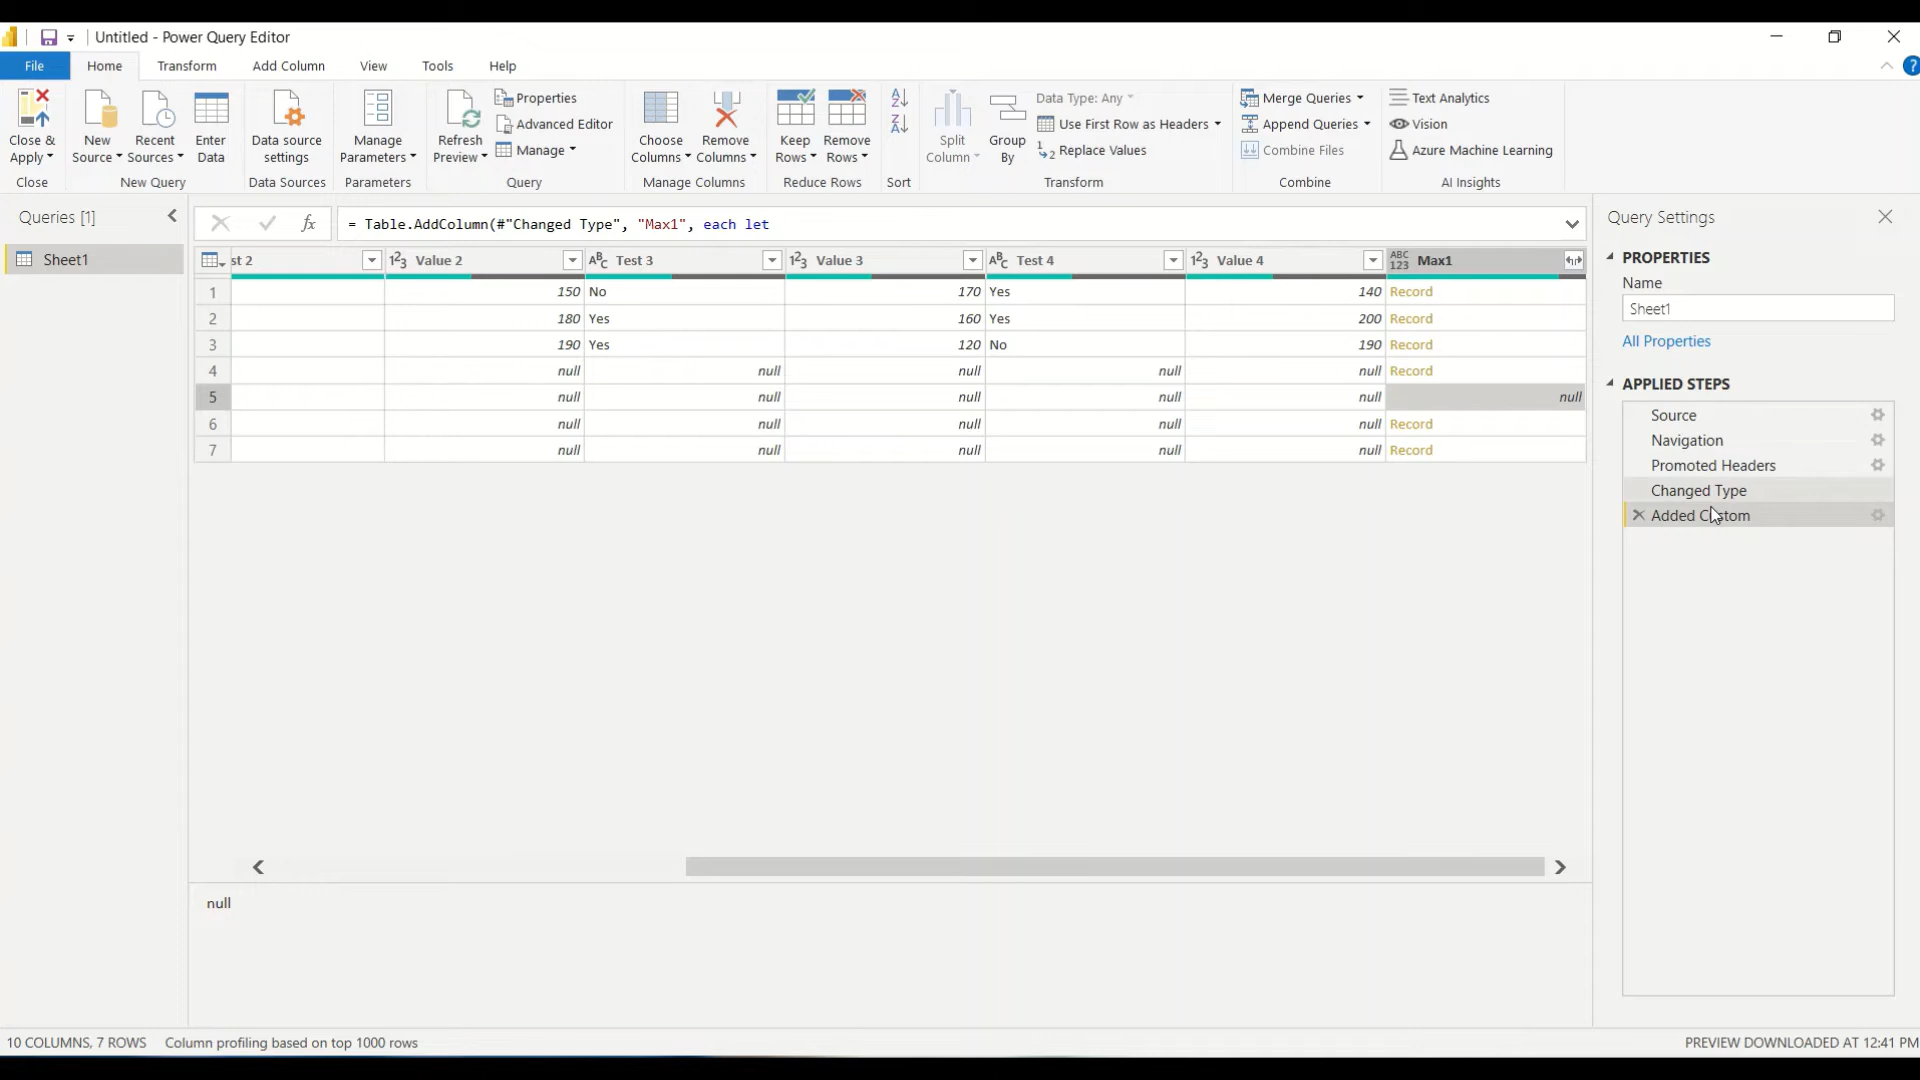 Untitled - Power Query Editor
File Home Transform Add Column View Tools Help
Close & Apply
Close
New Source
Recent Sources
Enter Data
New Query
Data source settings
Data Sources
Manage Parameters
Parameters
Refresh Preview
Properties
Advanced Editor
Manage
Query
Choose Columns
Remove Columns
Manage Columns
Keep Rows
Remove Rows
Reduce Rows
Sort
Split Column
Group By
Data Type: Any
Use First Row as Headers
Replace Values
Transform
Merge Queries
Append Queries
Combine Files
Combine
Text Analytics
Vision
Azure Machine Learning
AI Insights
Queries [1]
Sheet1
fx = Table.AddColumn(#"Changed Type", "Max1", each let
st 2 123 Value 2 ABC Test 3 123 Value 3 ABC Test 4 123 Value 4 ABC 123 Max1
1 150 No 170 Yes 140 Record
2 180 Yes 160 Yes 200 Record
3 190 Yes 120 No 190 Record
4 null null null null null Record
5 null null null null null null
6 null null null null null Record
7 null null null null null Record
null
Query Settings
PROPERTIES
Name
Sheet1
All Properties
APPLIED STEPS
Source
Navigation
Promoted Headers
Changed Type
Added Custom
10 COLUMNS, 7 ROWS Column profiling based on top 1000 rows
PREVIEW DOWNLOADED AT 12:41 PM